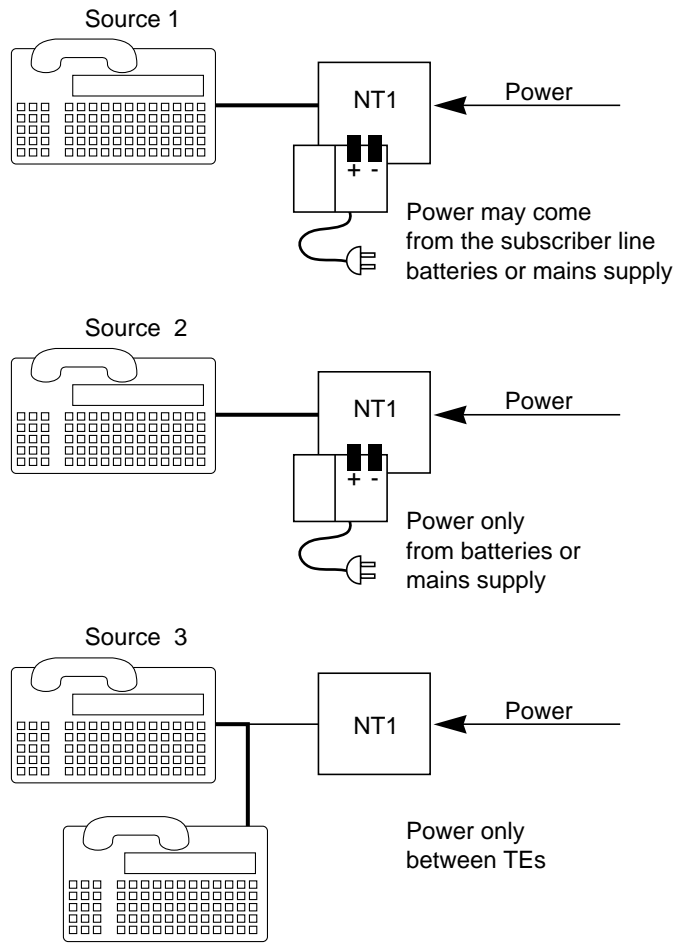 Source 1
NT1
Power
+ -
Power may come
from the subscriber line
batteries or mains supply
Source 2
NT1
Power
+ -
Power only
from batteries or
mains supply
Source 3
NT1
Power
Power only
between TEs